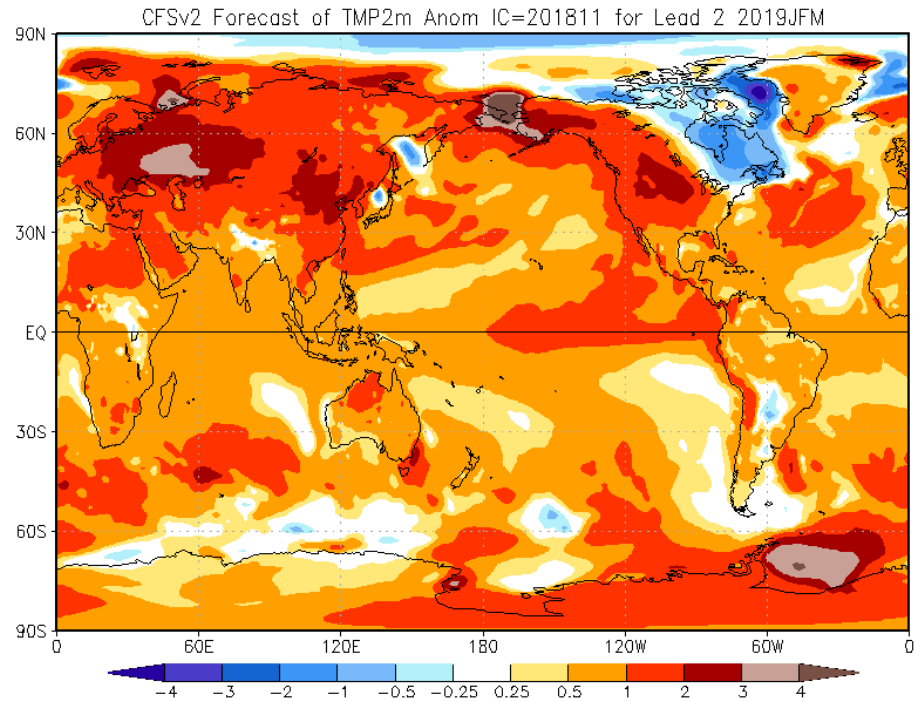 CFSv2 Forecast of TMP2m Anom IC=201811 for Lead 2 2019JFM
90N
60N
30N
EQ
30S
60S
90S
0 60E 120E 180 120W 60W 0
-4 -3 -2 -1 -0.5 -0.25 0.25 0.5 1 2 3 4